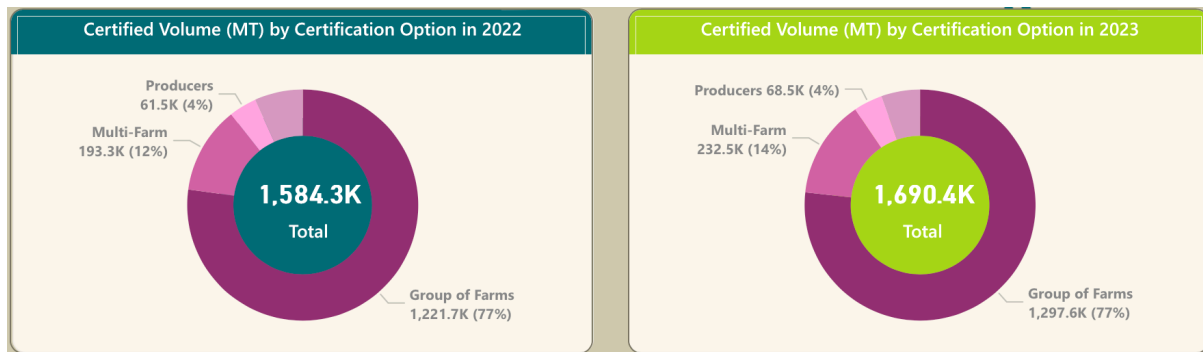 Certified Volume (MT) by Certification Option in 2022
Producers
61.5K (4%)
Multi-Farm
193.3K (12%)
1,584.3K
Total
Group of Farms
1,221.7K (77%)
Certified Volume (MT) by Certification Option in 2023
Producers 68.5K (4%)
Multi-Farm
232.5K (14%)
1,690.4K
Total
Group of Farms
1,297.6K (77%)